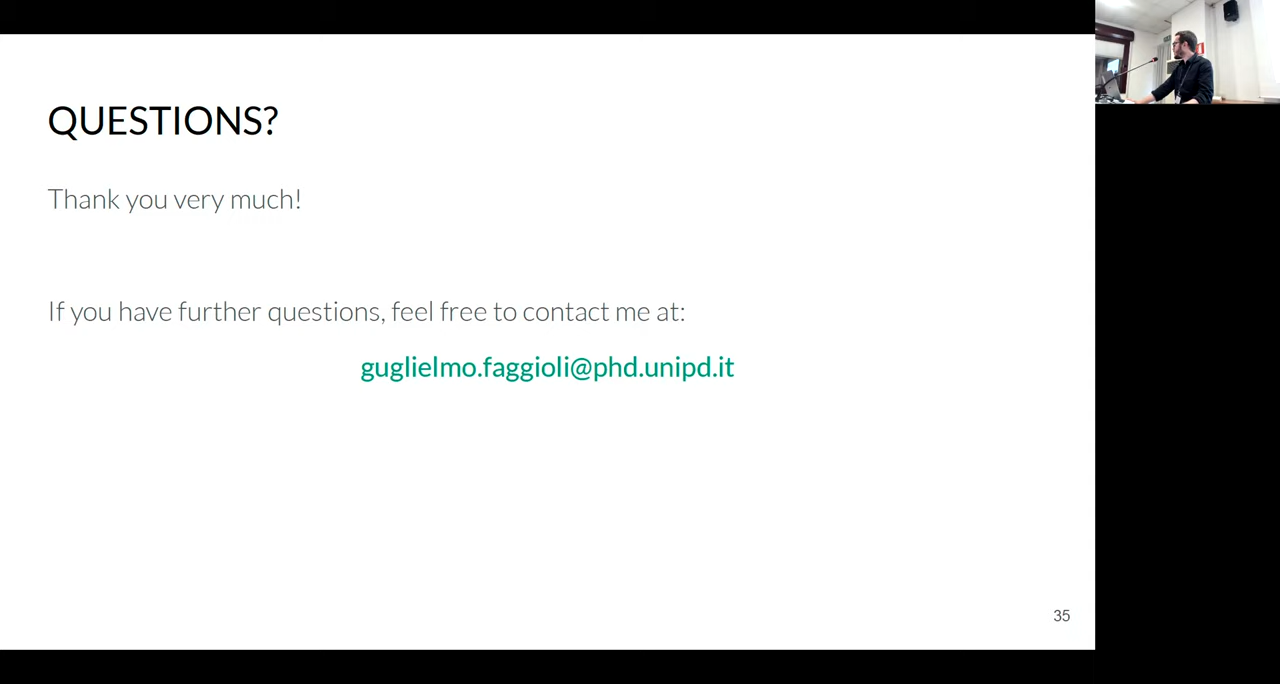 QUESTIONS?
Thank you very much!
If you have further questions, feel free to contact me at:
guglielmo.faggioli@phd.unipd.it
35